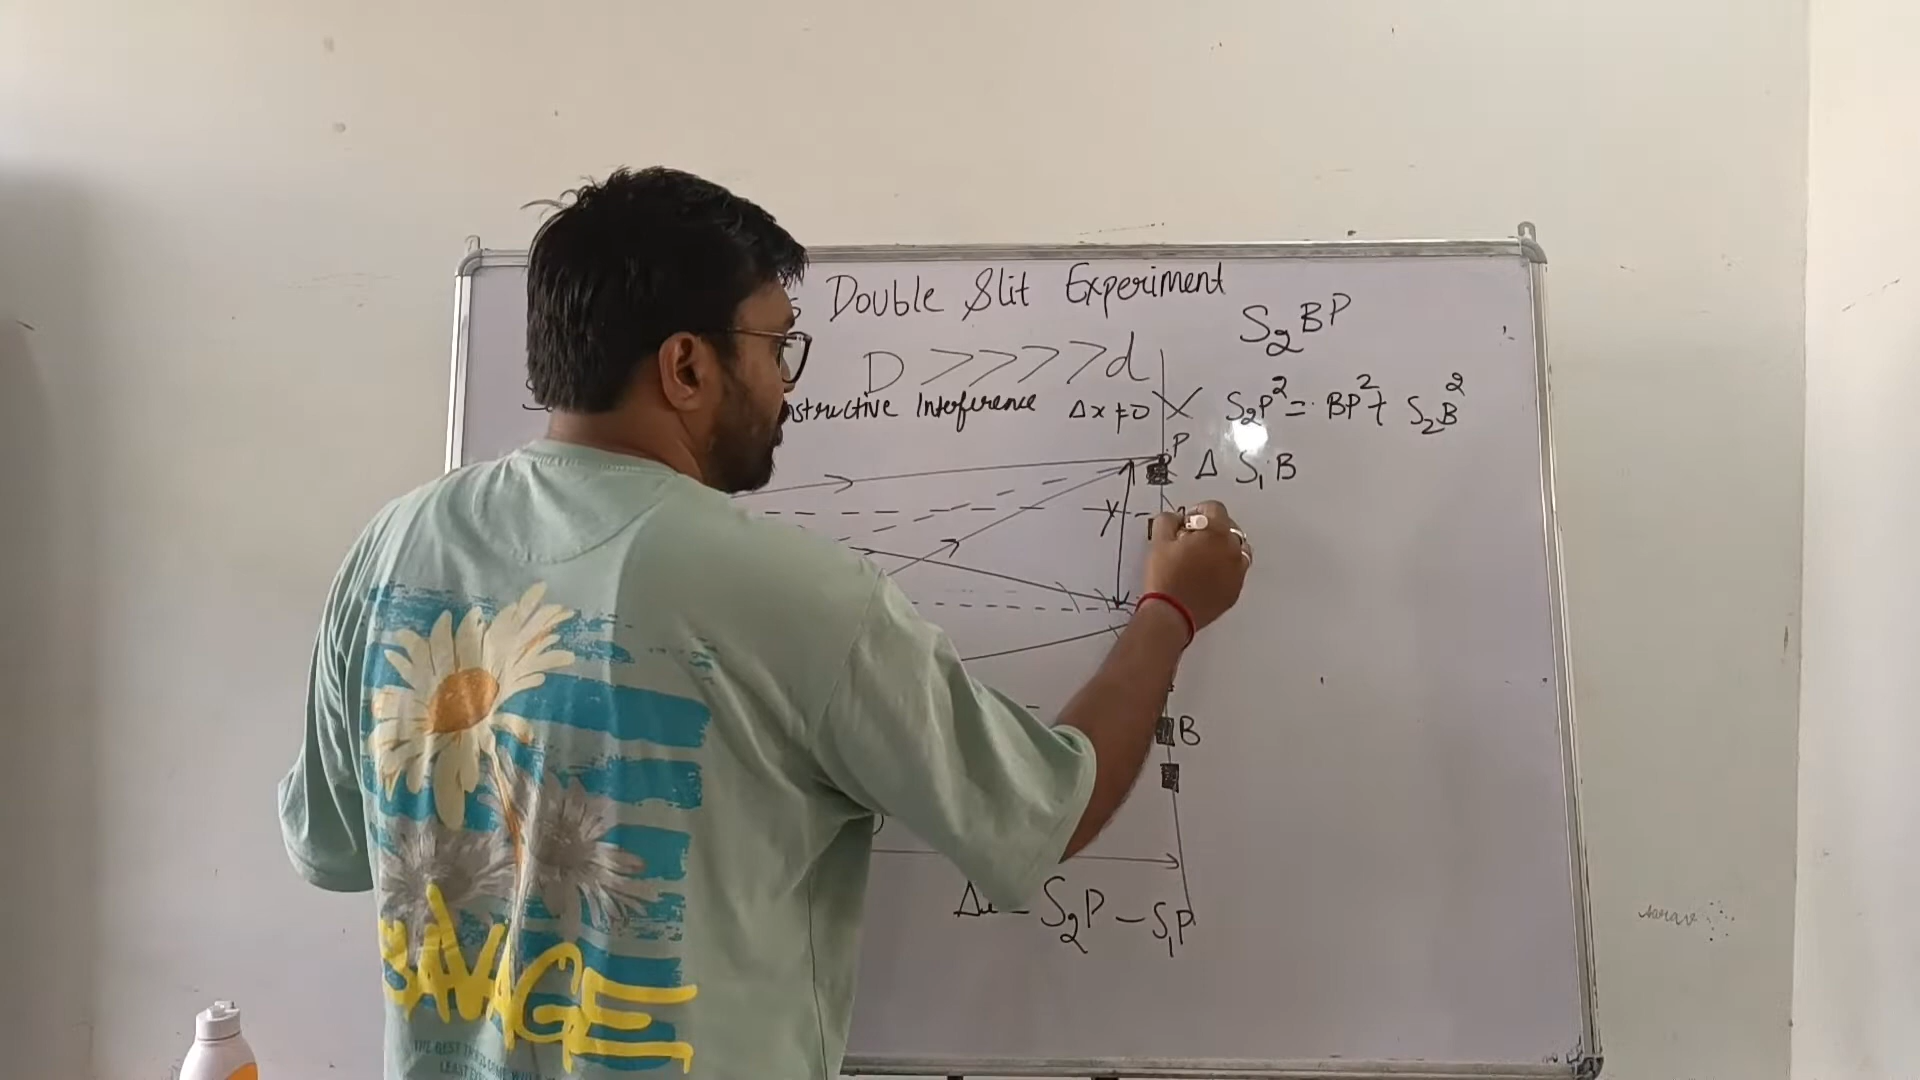 Double Slit Experiment
S₂BP
D >>>> d
nstructive Interference Δx≠0
S₂P² = BP² + S₂B²
P
Δ S₁B
y
B
Δx = S₂P – S₁P
SAVAGE